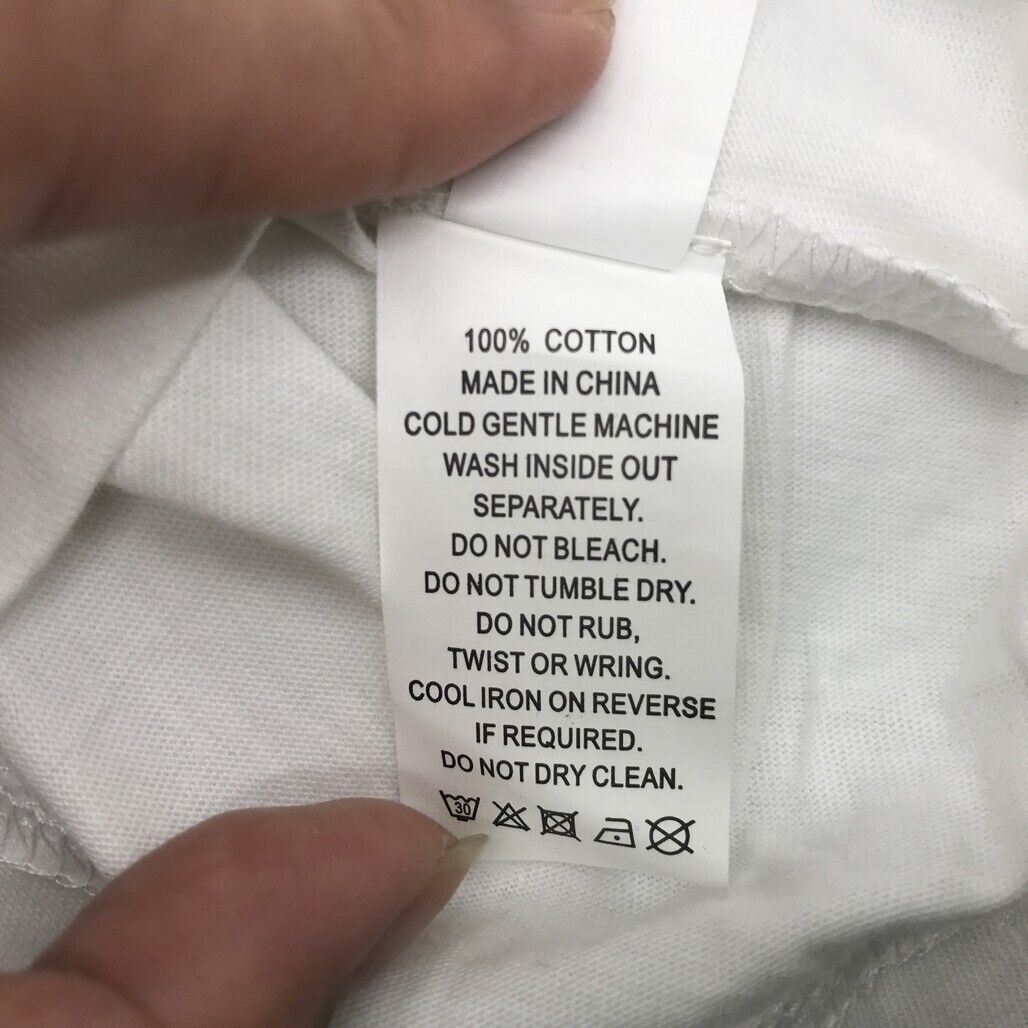 100% COTTON
MADE IN CHINA
COLD GENTLE MACHINE
WASH INSIDE OUT
SEPARATELY.
DO NOT BLEACH.
DO NOT TUMBLE DRY.
DO NOT RUB,
TWIST OR WRING.
COOL IRON ON REVERSE
IF REQUIRED.
DO NOT DRY CLEAN.
30